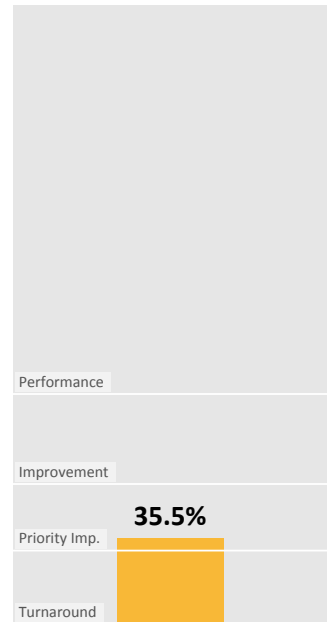 Performance
Improvement
35.5%
Priority Imp.
Turnaround